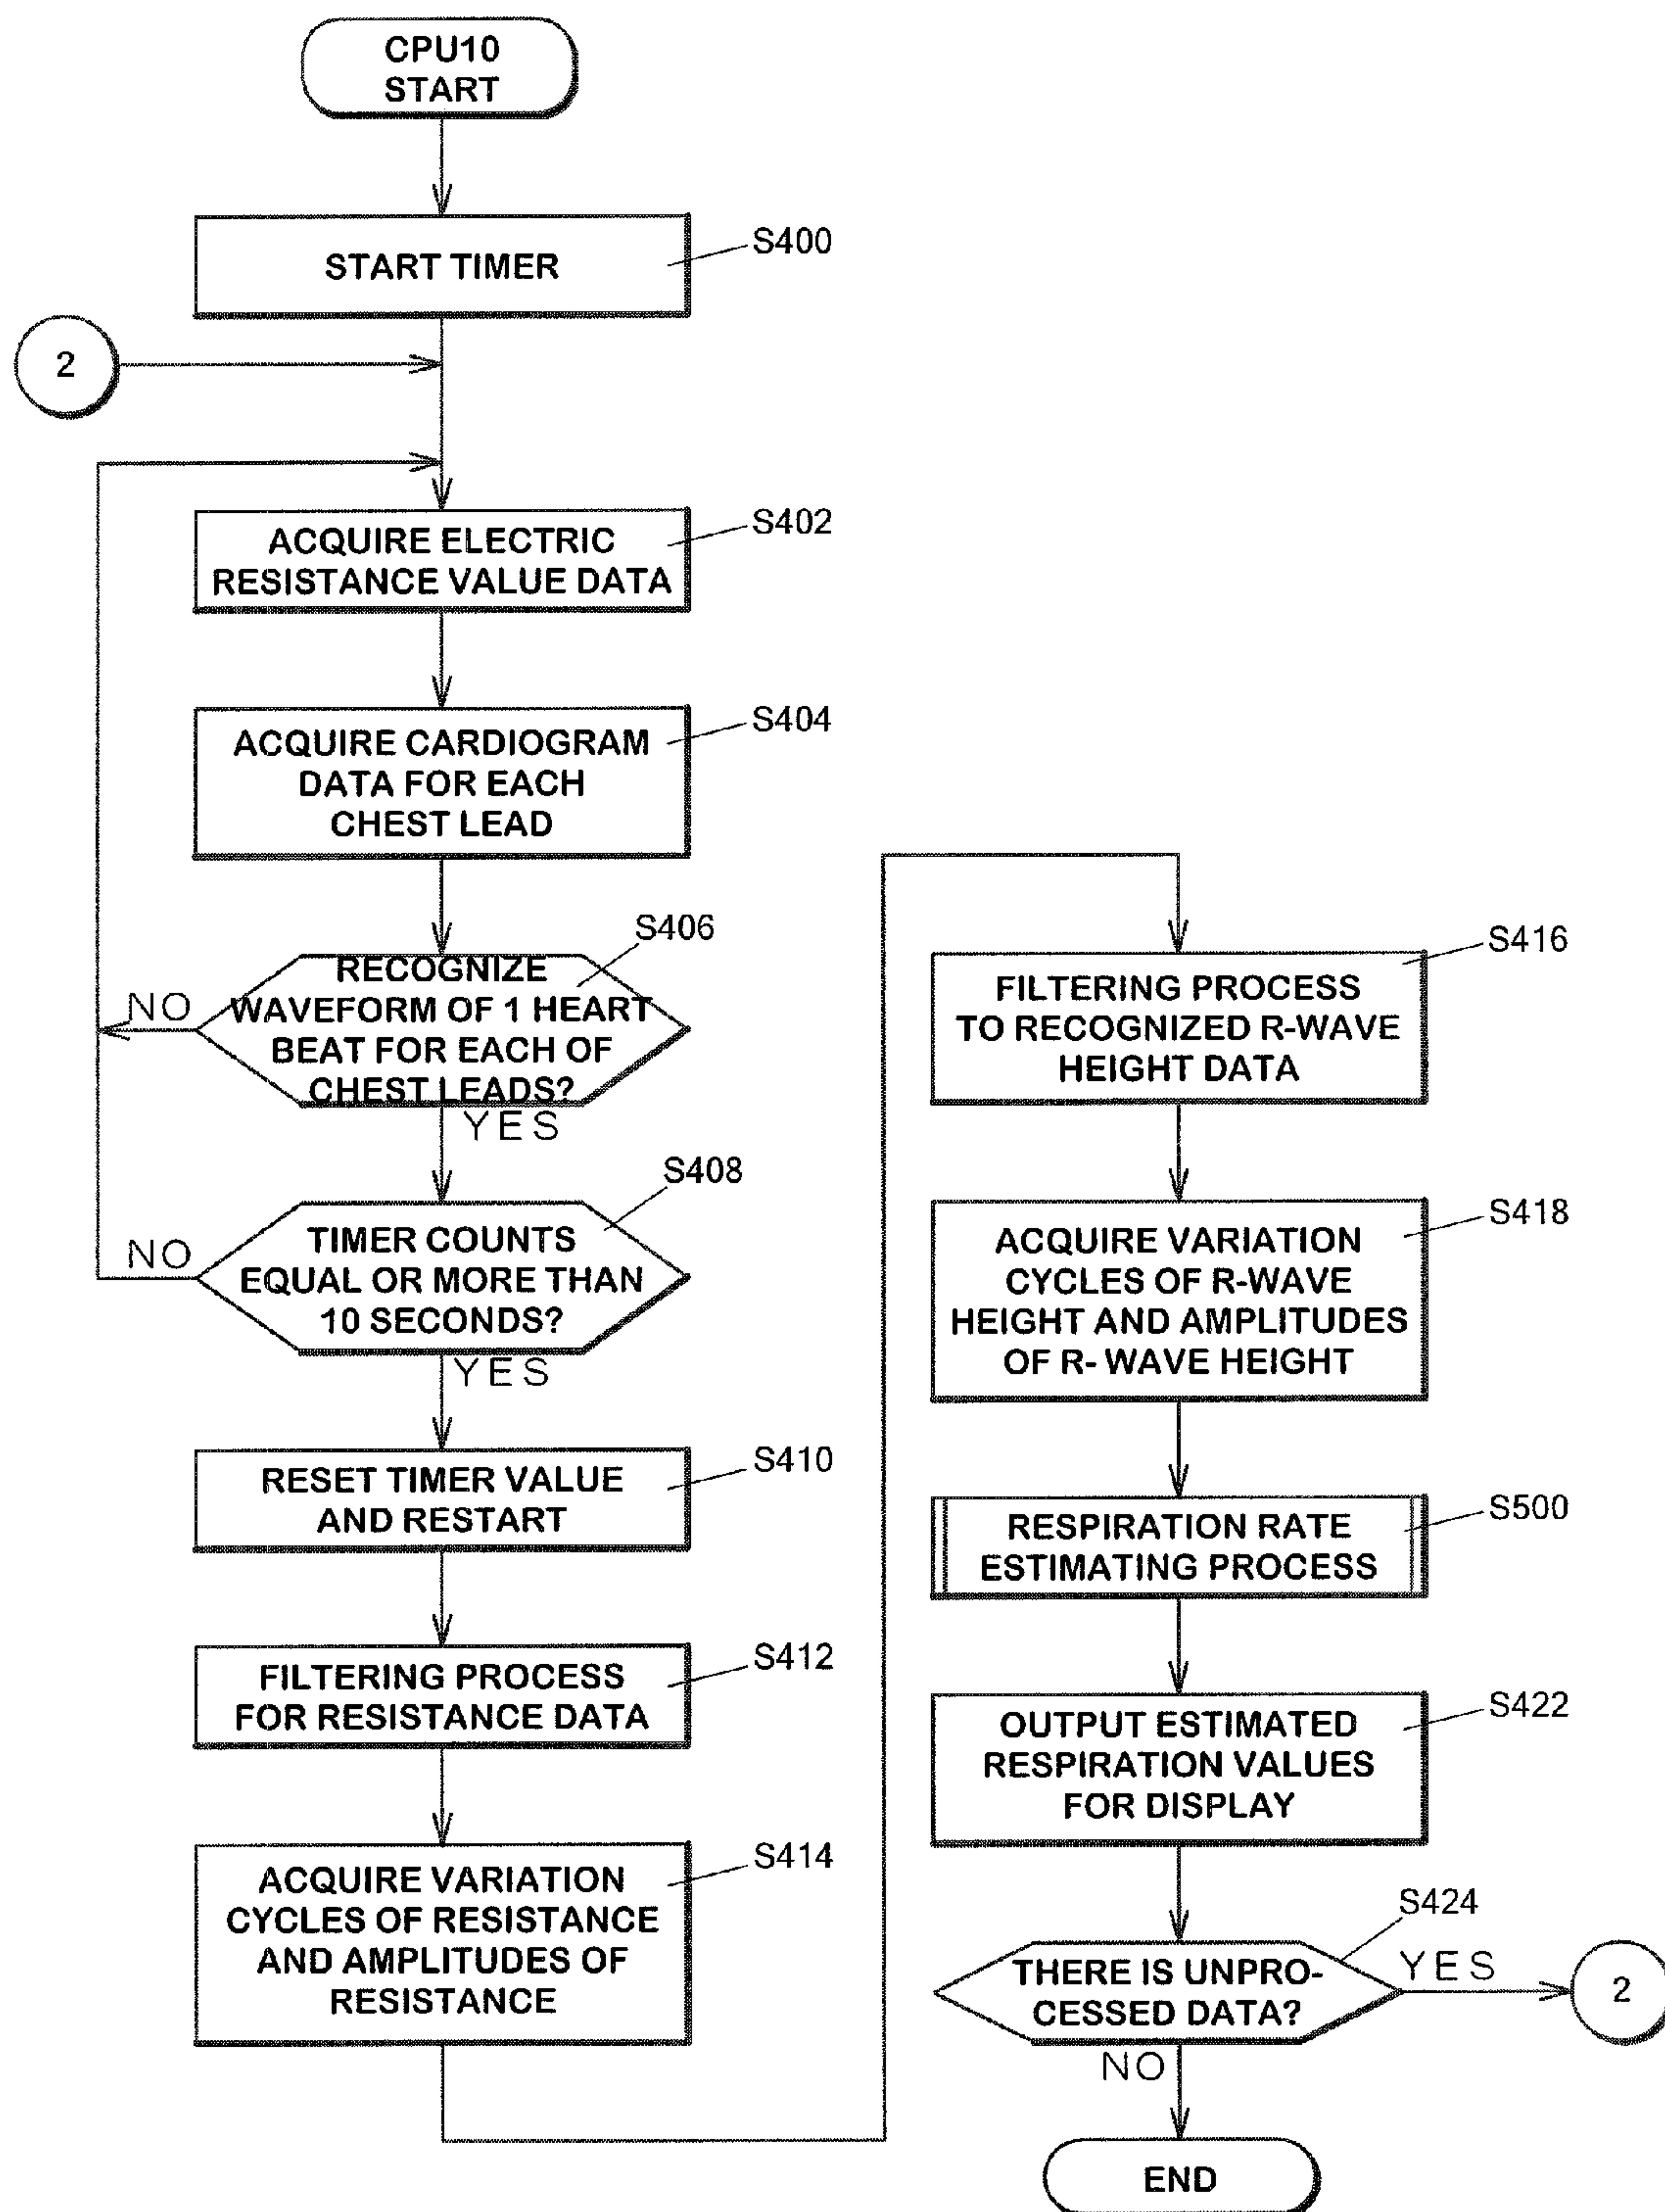 CPU10
START
START TIMER
S400
2
ACQUIRE ELECTRIC
RESISTANCE VALUE DATA
S402
ACQUIRE CARDIOGRAM
DATA FOR EACH
CHEST LEAD
S404
RECOGNIZE
WAVEFORM OF 1 HEART
BEAT FOR EACH OF
CHEST LEADS?
S406
NO
YES
TIMER COUNTS
EQUAL OR MORE THAN
10 SECONDS?
S408
NO
YES
RESET TIMER VALUE
AND RESTART
S410
FILTERING PROCESS
FOR RESISTANCE DATA
S412
ACQUIRE VARIATION
CYCLES OF RESISTANCE
AND AMPLITUDES OF
RESISTANCE
S414
FILTERING PROCESS
TO RECOGNIZED R-WAVE
HEIGHT DATA
S416
ACQUIRE VARIATION
CYCLES OF R-WAVE
HEIGHT AND AMPLITUDES
OF R- WAVE HEIGHT
S418
RESPIRATION RATE
ESTIMATING PROCESS
S500
OUTPUT ESTIMATED
RESPIRATION VALUES
FOR DISPLAY
S422
THERE IS UNPRO-
CESSED DATA?
S424
YES
2
NO
END